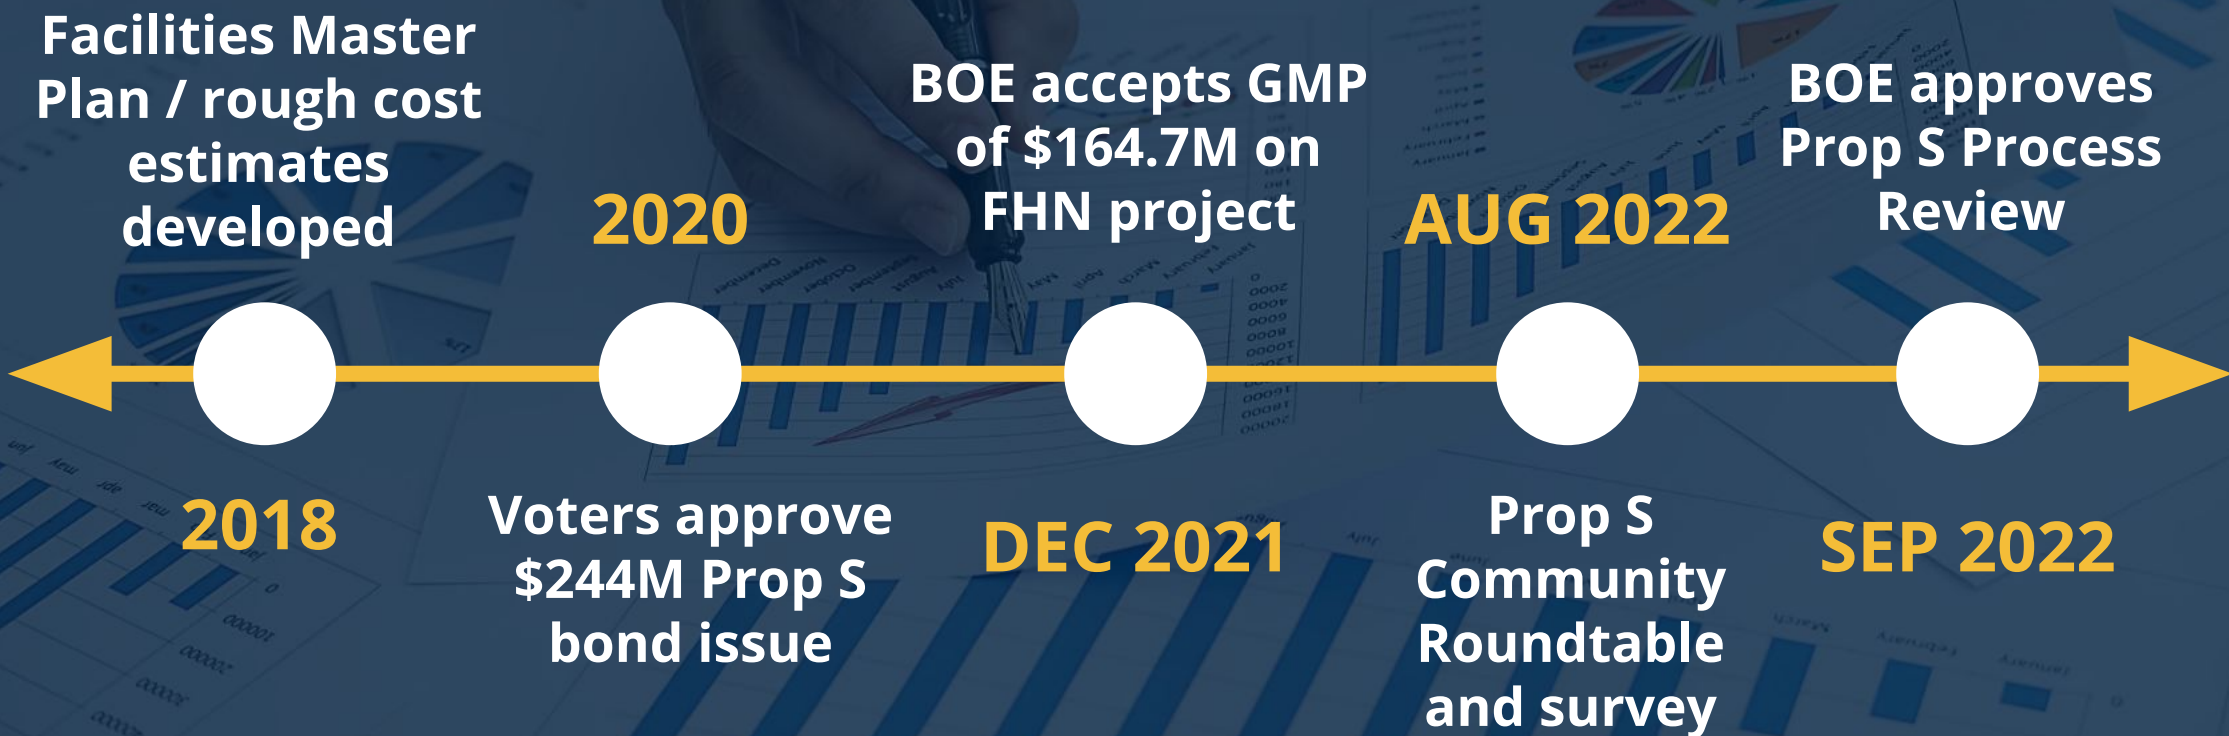 Facilities Master
Plan / rough cost
estimates
developed
2018
2020
Voters approve
$244M Prop S
bond issue
BOE accepts GMP
of $164.7M on
FHN project
DEC 2021
AUG 2022
Prop S
Community
Roundtable
and survey
BOE approves
Prop S Process
Review
SEP 2022